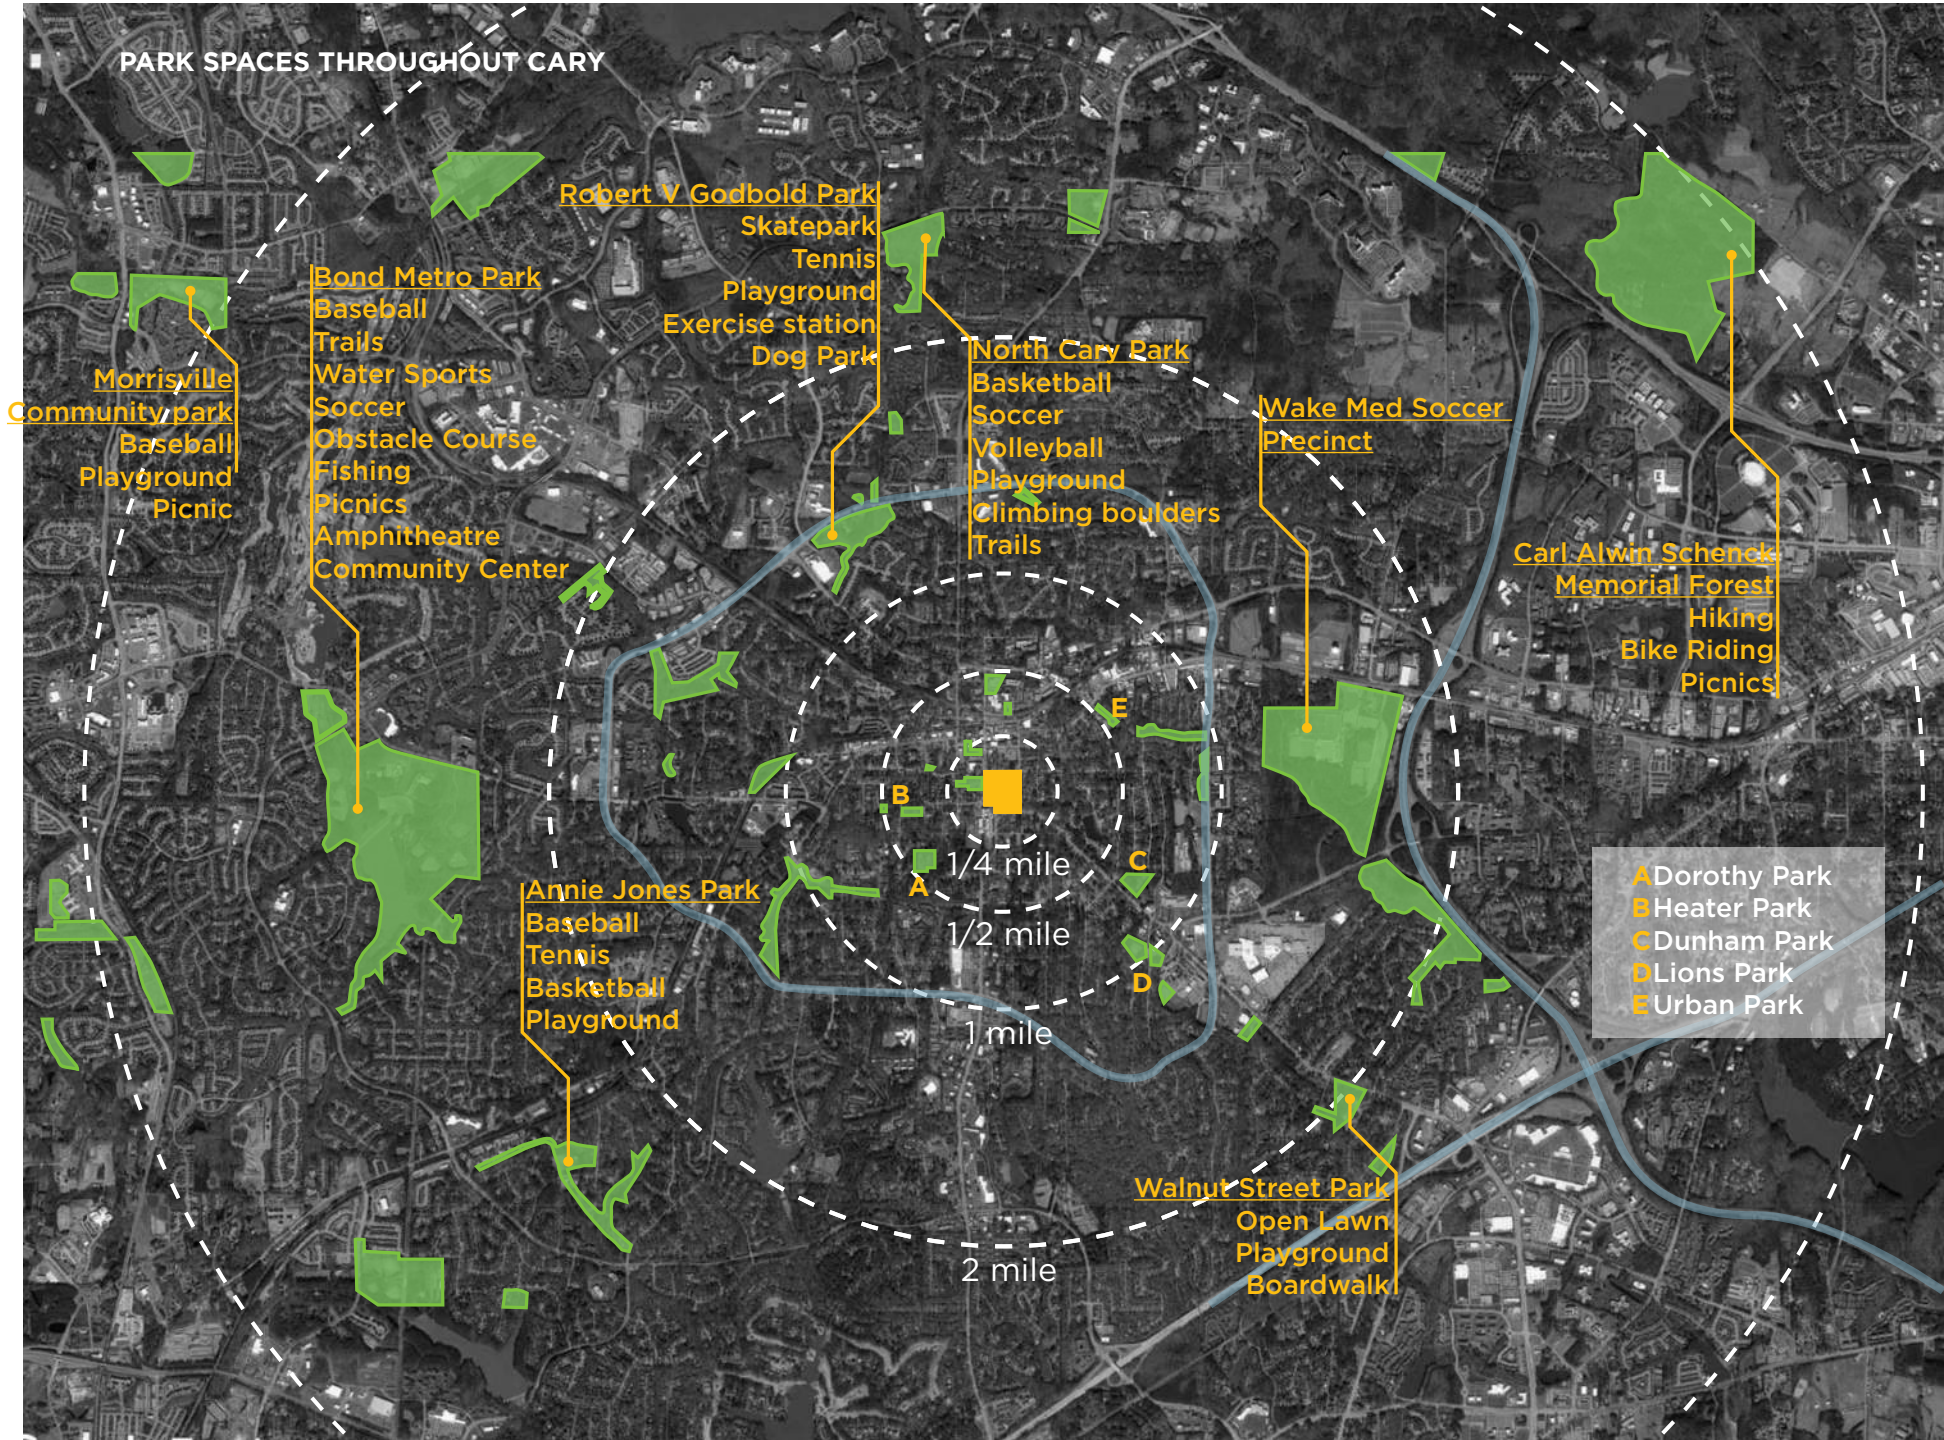 PARK SPACES THROUGHOUT CARY
Robert V Godbold Park
Skatepark
Tennis
Playground
Exercise station
Dog Park
Bond Metro Park
Baseball
Trails
Water Sports
Soccer
Obstacle Course
Fishing
Picnics
Amphitheatre
Community Center
Morrisville
Community park
Baseball
Playground
Picnic
North Cary Park
Basketball
Soccer
Volleyball
Playground
Climbing boulders
Trails
Wake Med Soccer
Precinct
Carl Alwin Schenck
Memorial Forest
Hiking
Bike Riding
Picnics
E
B
A
C
D
1/4 mile
1/2 mile
1 mile
2 mile
Annie Jones Park
Baseball
Tennis
Basketball
Playground
A Dorothy Park
B Heater Park
C Dunham Park
D Lions Park
E Urban Park
Walnut Street Park
Open Lawn
Playground
Boardwalk